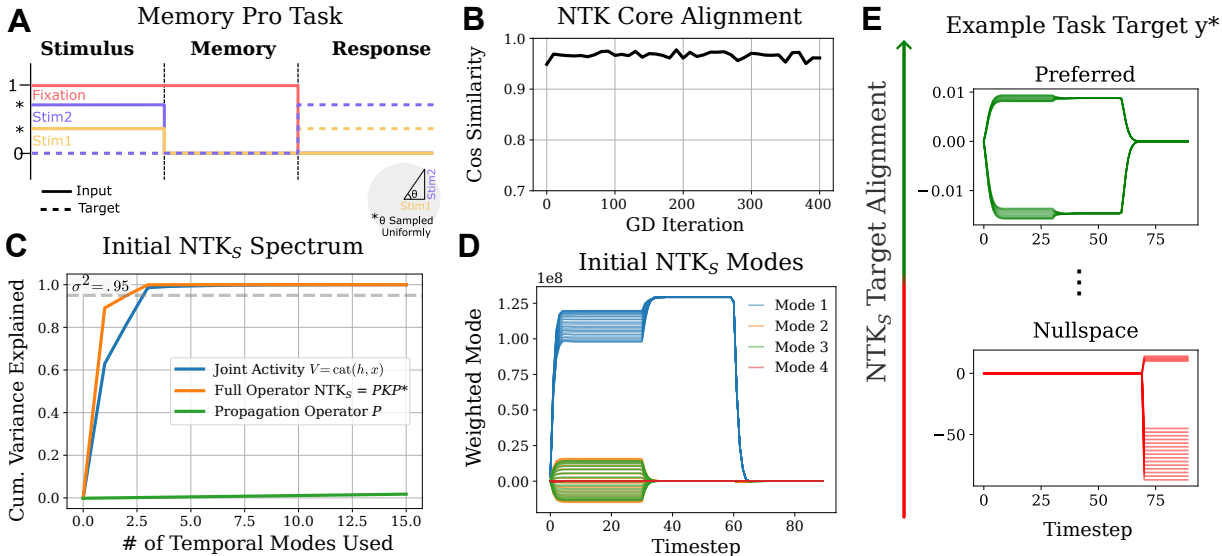 A
Memory Pro Task
Stimulus
Memory
Response
1
Fixation
*
Stim2
*
Stim1
0
Input
Target
θ
Stim1
Stim2
*θ Sampled
Uniformly
B
NTK Core Alignment
Cos Similarity
1.0
0.9
0.8
0.7
0
100
200
300
400
GD Iteration
C
Initial NTK_S Spectrum
Cum. Variance Explained
1.0
0.8
0.6
0.4
0.2
0.0
σ² = .95
Joint Activity V = cat(h, x)
Full Operator NTK_S = PKP*
Propagation Operator P
0.0
2.5
5.0
7.5
10.0
12.5
15.0
# of Temporal Modes Used
D
Initial NTK_S Modes
1e8
Weighted Mode
1.25
1.00
0.75
0.50
0.25
0.00
Mode 1
Mode 2
Mode 3
Mode 4
0
20
40
60
80
Timestep
E
Example Task Target y*
NTK_S Target Alignment
Preferred
0.01
0.00
−0.01
0
25
50
75
Nullspace
0
−50
0
25
50
75
Timestep